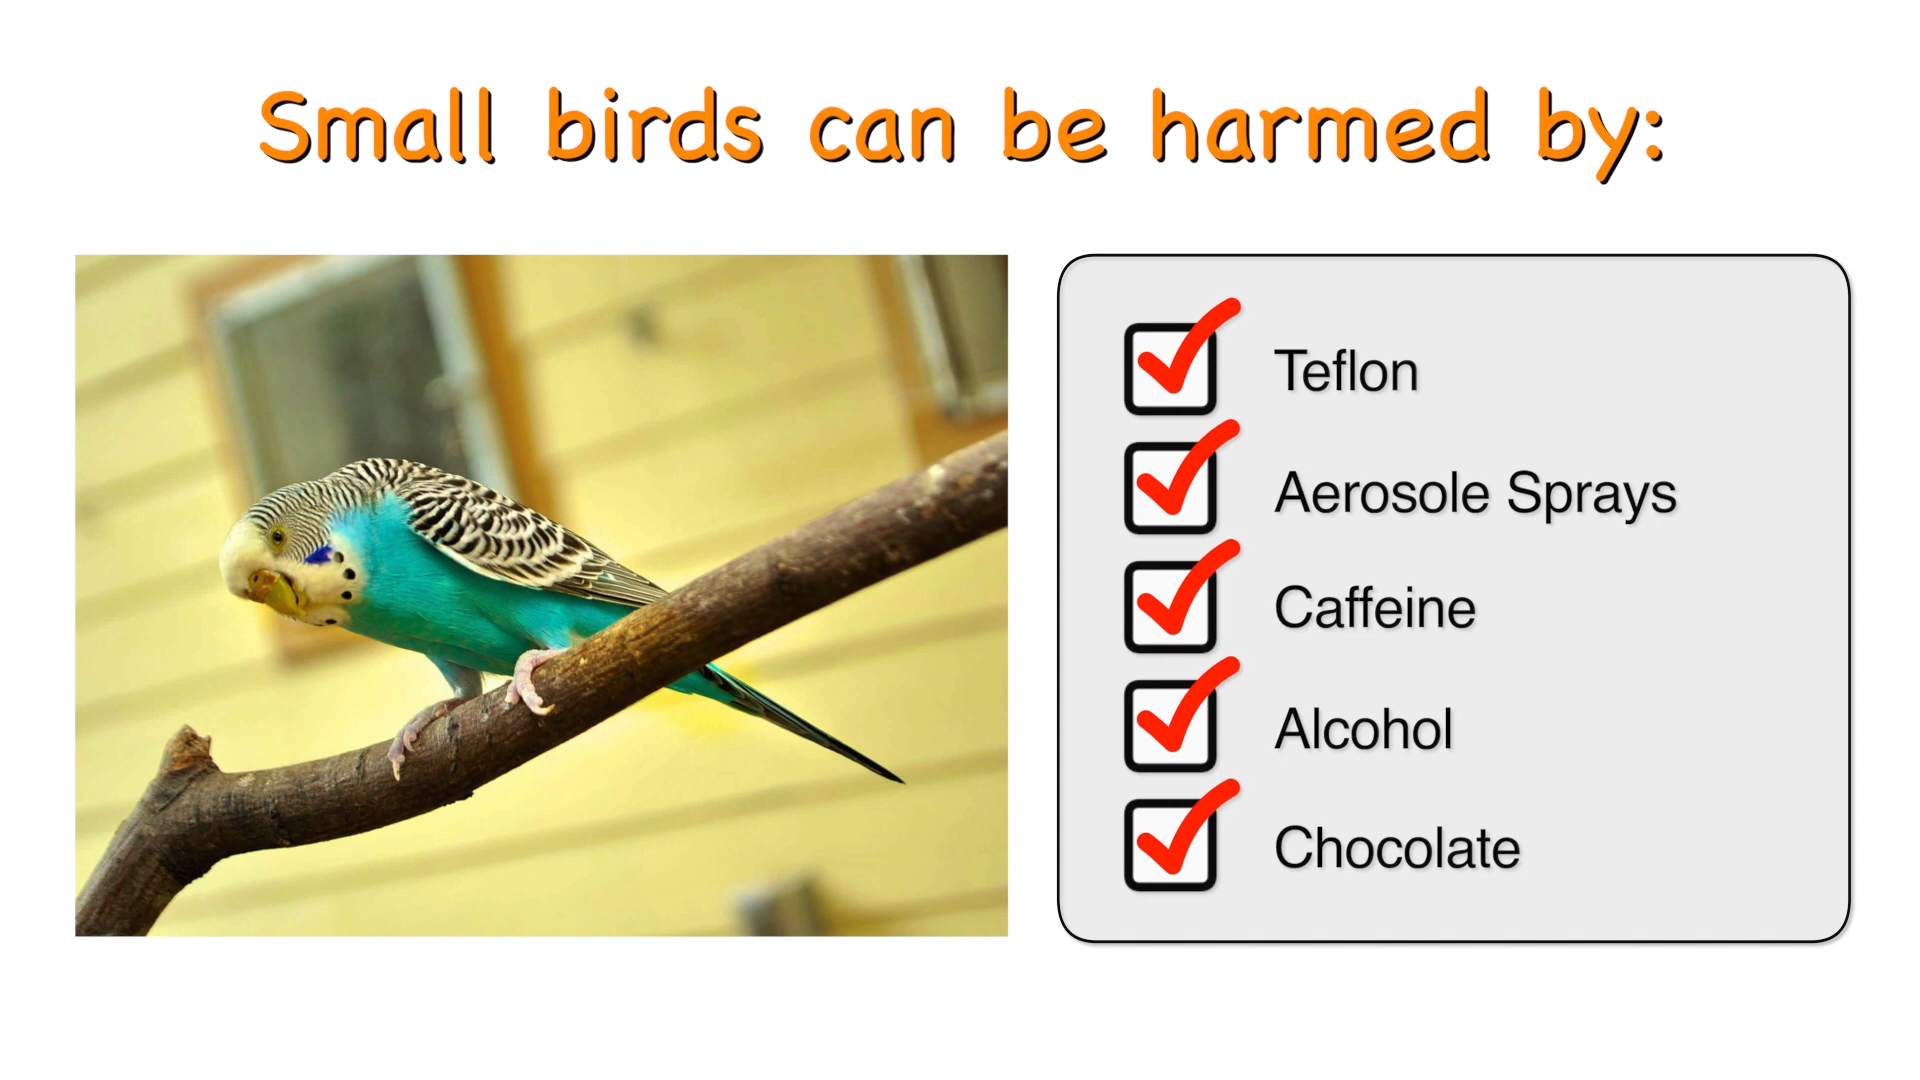 Small birds can be harmed by:
Teflon
Aerosole Sprays
Caffeine
Alcohol
Chocolate